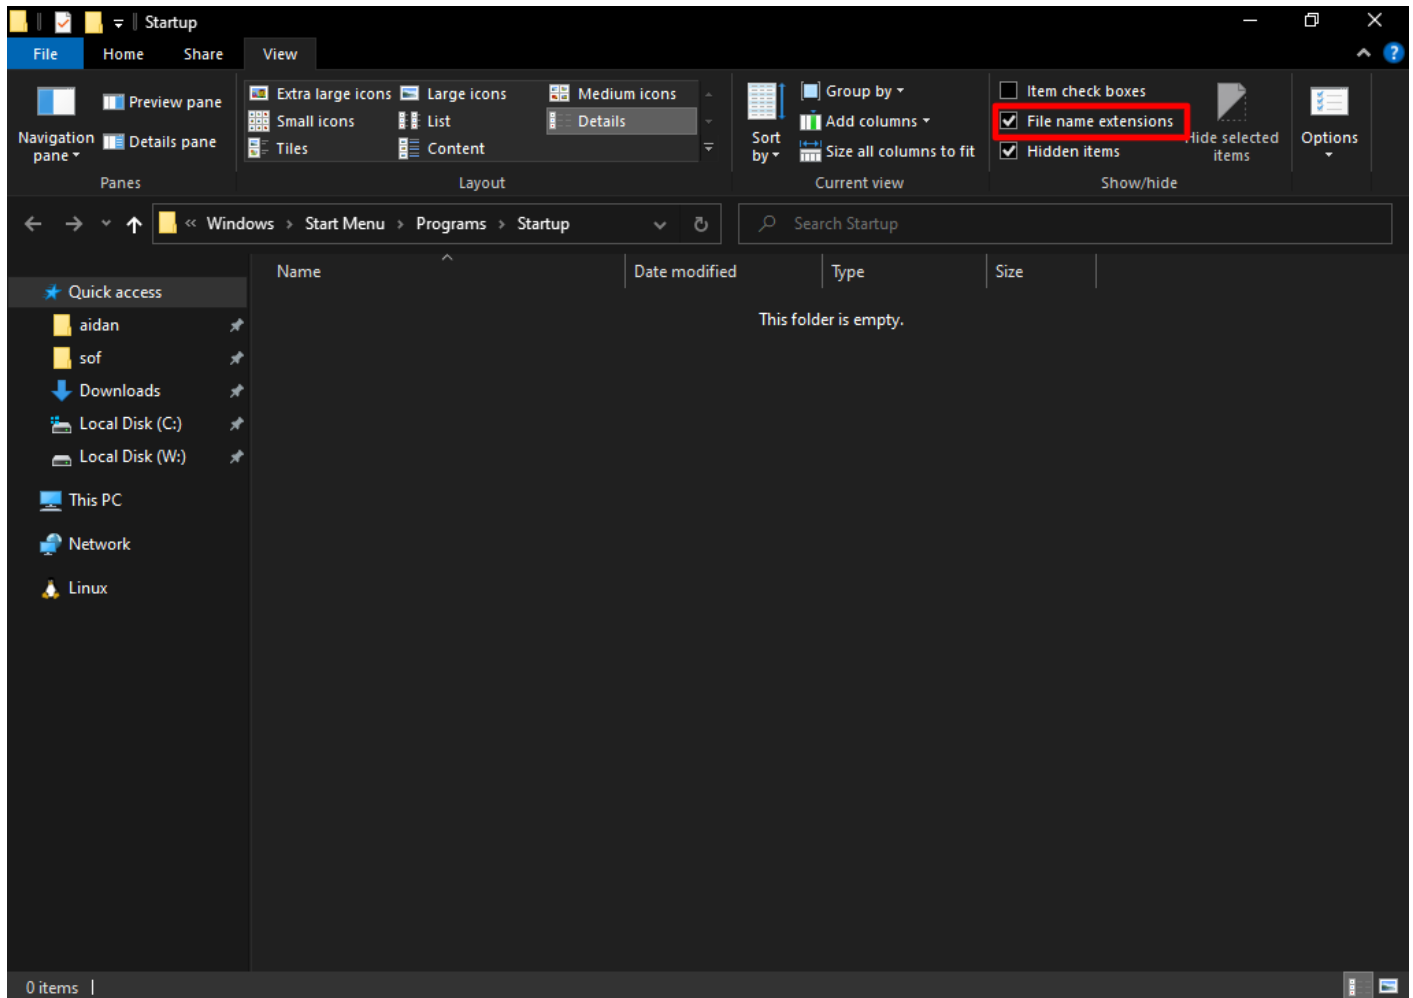 Startup
File Home Share View
Navigation pane
Preview pane
Details pane
Panes
Extra large icons Large icons Medium icons
Small icons List Details
Tiles Content
Layout
Sort by
Group by
Add columns
Size all columns to fit
Current view
Item check boxes
File name extensions
Hidden items
Hide selected
items
Show/hide
Options
« Windows > Start Menu > Programs > Startup
Search Startup
Name Date modified Type Size
This folder is empty.
Quick access
aidan
sof
Downloads
Local Disk (C:)
Local Disk (W:)
This PC
Network
Linux
0 items